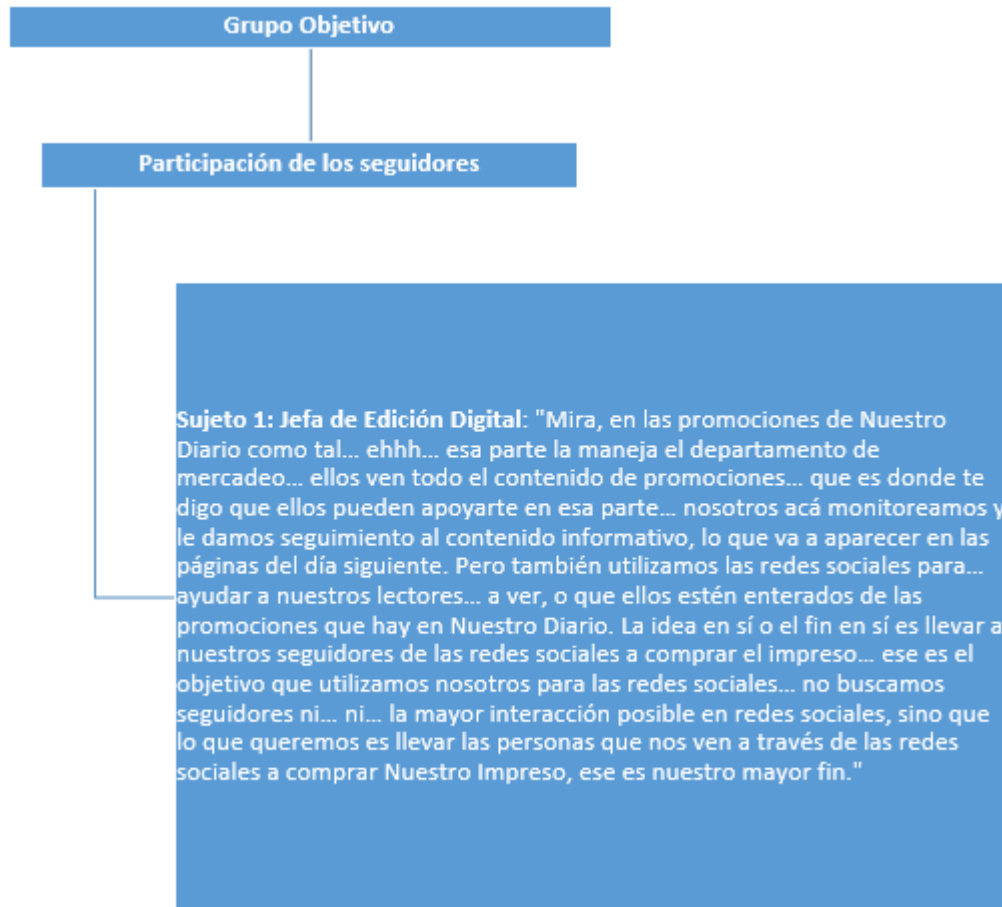 Grupo Objetivo
Participación de los seguidores
Sujeto 1: Jefa de Edición Digital: "Mira, en las promociones de Nuestro
Diario como tal... ehhh... esa parte la maneja el departamento de
mercadeo... ellos ven todo el contenido de promociones... que es donde te
digo que ellos pueden apoyarte en esa parte... nosotros acá monitoreamos y
le damos seguimiento al contenido informativo, lo que va a aparecer en las
páginas del día siguiente. Pero también utilizamos las redes sociales para...
ayudar a nuestros lectores... a ver, o que ellos estén enterados de las
promociones que hay en Nuestro Diario. La idea en sí o el fin en sí es llevar a
nuestros seguidores de las redes sociales a comprar el impreso... ese es el
objetivo que utilizamos nosotros para las redes sociales... no buscamos
seguidores ni... ni... la mayor interacción posible en redes sociales, sino que
lo que queremos es llevar las personas que nos ven a través de las redes
sociales a comprar Nuestro Impreso, ese es nuestro mayor fin."